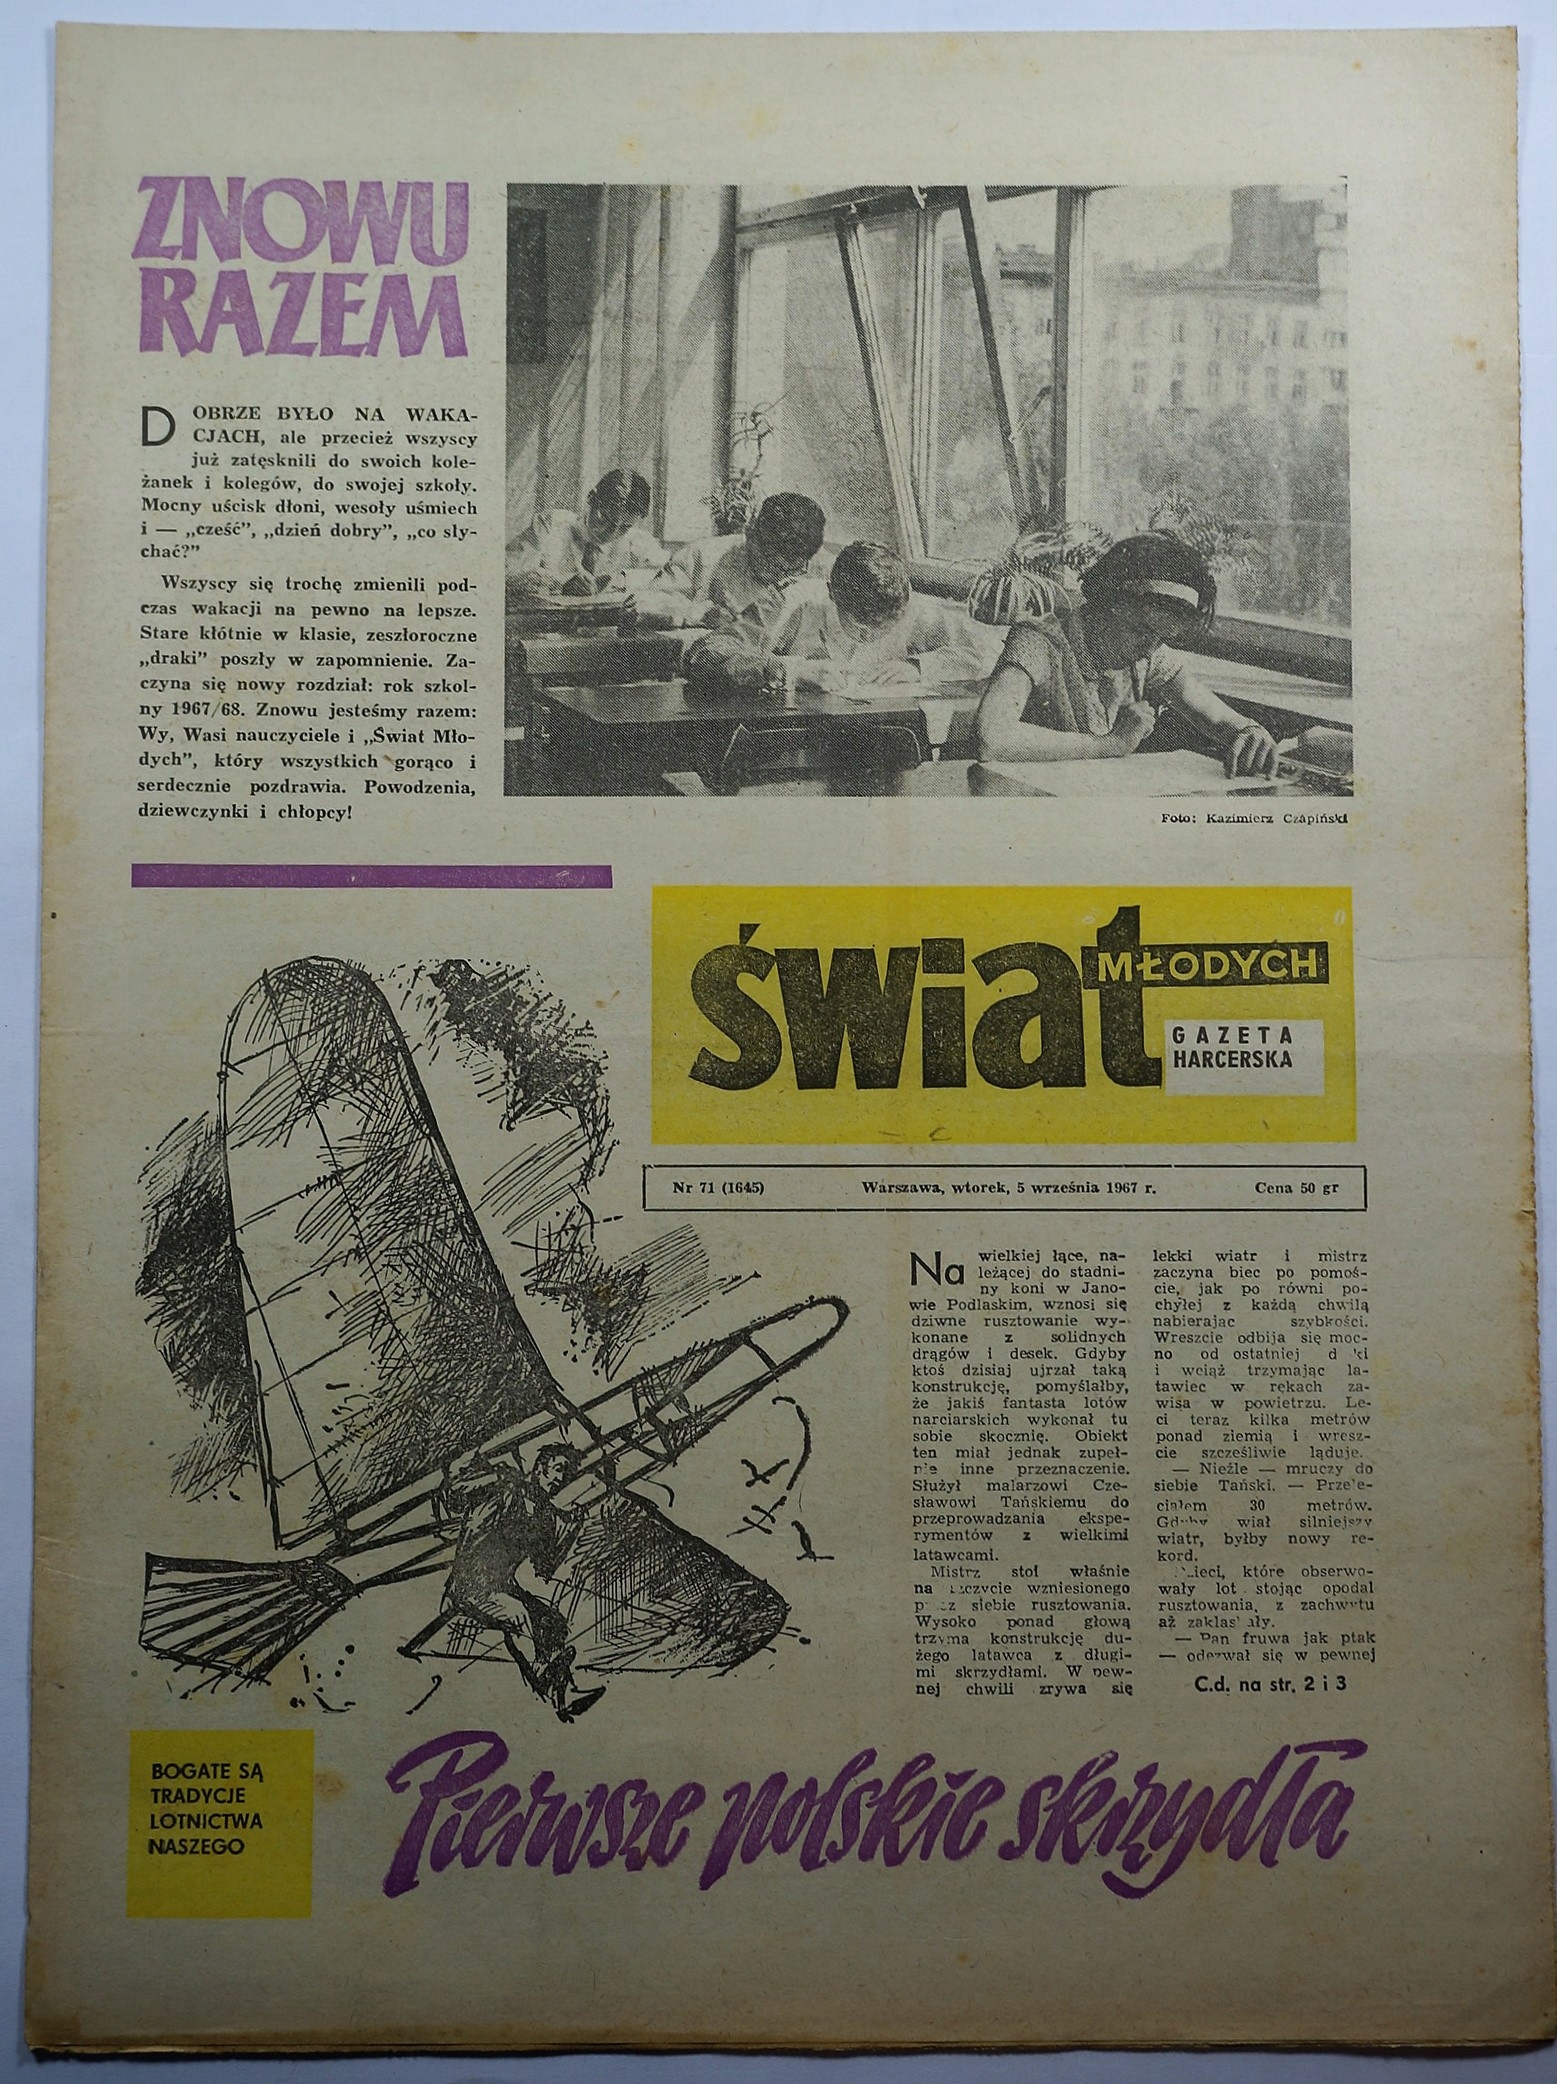 ZNOWU
RAZEM
DOBRZE BYŁO NA WAKA-
CJACH, ale przecież wszyscy
już zatęsknili do swoich kole-
żanek i kolegów, do swojej szkoły.
Mocny uścisk dłoni, wesoły uśmiech
i — „cześć”, „dzień dobry”, „co sły-
chać?”
Wszyscy się trochę zmienili pod-
czas wakacji na pewno na lepsze.
Stare kłótnie w klasie, zeszłoroczne
„draki” poszły w zapomnienie. Za-
czyna się nowy rozdział: rok szkol-
ny 1967/68. Znowu jesteśmy razem:
Wy, Wasi nauczyciele i „Świat Mło-
dych”, który wszystkich gorąco i
serdecznie pozdrawia. Powodzenia,
dziewczynki i chłopcy!
Foto: Kazimierz Czapiński
świat
MŁODYCH
GAZETA
HARCERSKA
Nr 71 (1645) Warszawa, wtorek, 5 września 1967 r. Cena 50 gr
Na wielkiej łące, na-
leżącej do stadni-
ny koni w Jano-
wie Podlaskim, wznosi się
dziwne rusztowanie wy-
konane z solidnych
drągów i desek. Gdyby
ktoś dzisiaj ujrzał taką
konstrukcję, pomyślałby,
że jakiś fantasta lotów
narciarskich wykonał tu
sobie skocznię. Obiekt
ten miał jednak zupeł-
nie inne przeznaczenie.
Służył malarzowi Cze-
sławowi Tańskiemu do
przeprowadzania ekspe-
rymentów z wielkimi
latawcami.
Mistrz stoi właśnie
na wzniesionego
siebie rusztowania.
Wysoko ponad głową
trzyma konstrukcję du-
żego latawca z długi-
mi skrzydłami. W pew-
nej chwili zrywa się
lekki wiatr i mistrz
zaczyna biec po pomoś-
cie, jak po równi po-
chyłej z każdą chwilą
nabierając szybkości.
Wreszcie odbija się moc-
no od ostatniej
i wciąż trzymając la-
tawiec w rękach za-
wisa w powietrzu. Le-
ci teraz kilka metrów
ponad ziemią i wresz-
cie szczęśliwie ląduje.
— Nieźle — mruczy do
siebie Tański. — Przele-
ciałem 30 metrów.
Gdyby wiał silniejszy
wiatr, byłby nowy re-
kord.
które obserwo-
wały lot stojąc opodal
rusztowania, z zachwytu
aż zaklaskały.
— Pan fruwa jak ptak
— odezwał się w pewnej
C.d. na str. 2 i 3
BOGATE SĄ
TRADYCJE
LOTNICTWA
NASZEGO
Pierwsze polskie skrzydła